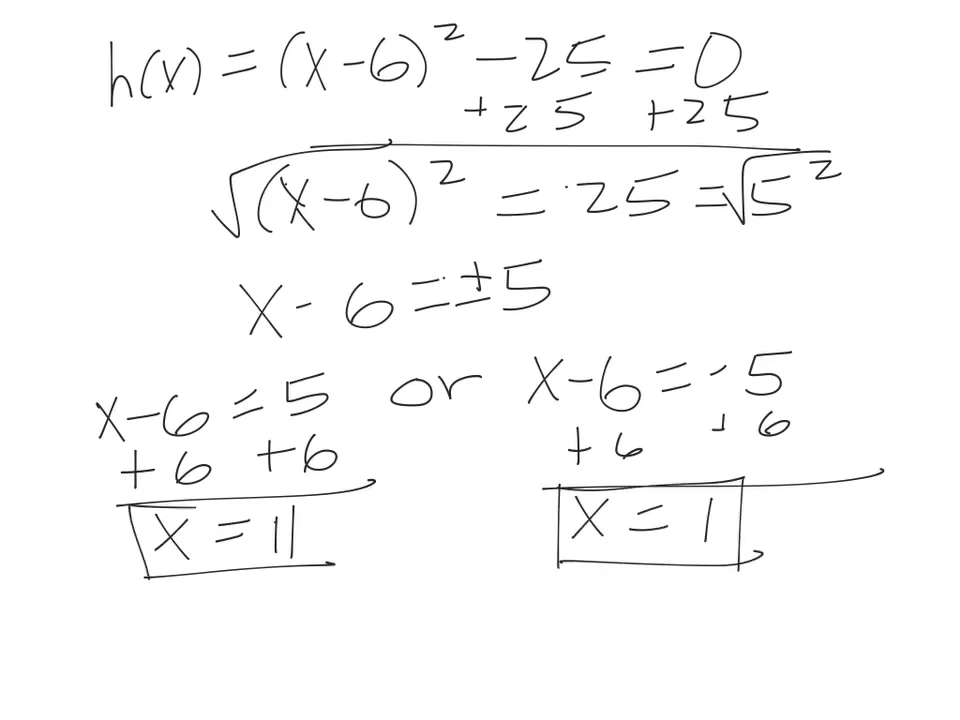 h(x) = (x-6)² - 25 = 0
+25 +25
√(x-6)² = 25 = √5²
x - 6 = ±5
x-6 = 5 or x-6 = -5
+6 +6 +6 +6
x = 11 x = 1